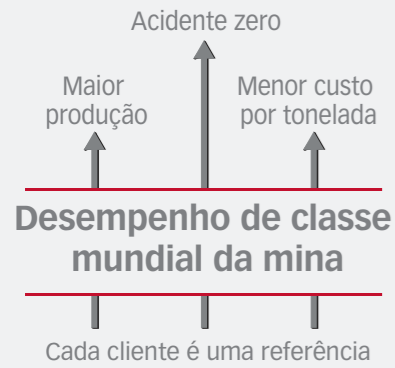 Acidente zero
Maior
produção
Menor custo
por tonelada
Desempenho de classe
mundial da mina
Cada cliente é uma referência